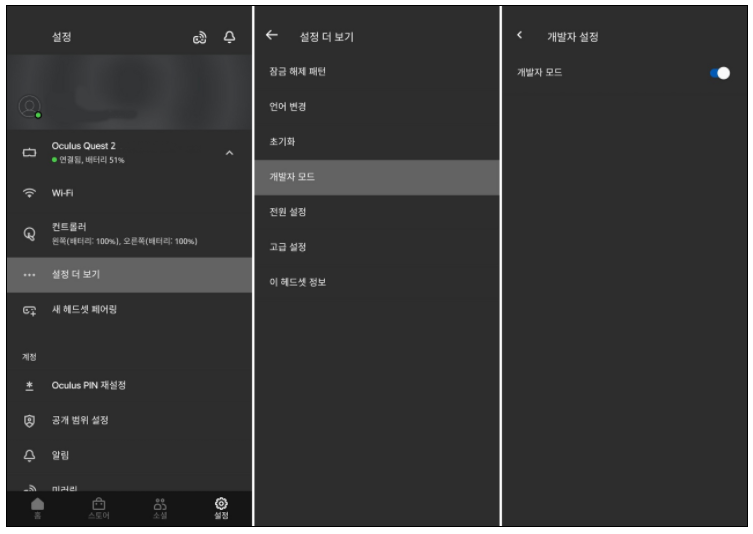 설정
Oculus Quest 2
연결됨, 배터리 51%
Wi-Fi
컨트롤러
왼쪽(배터리: 100%), 오른쪽(배터리: 100%)
설정 더 보기
새 헤드셋 페어링
계정
Oculus PIN 재설정
공개 범위 설정
알림
미러링
홈
스토어
소셜
설정
설정 더 보기
잠금 해제 패턴
언어 변경
초기화
개발자 모드
전원 설정
고급 설정
이 헤드셋 정보
개발자 설정
개발자 모드